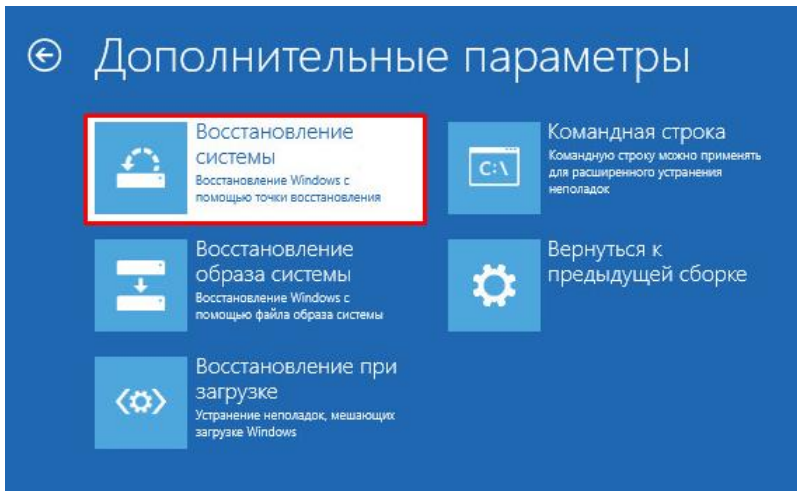 Дополнительные параметры
Восстановление
системы
Восстановление Windows с
помощью точки восстановления
Командная строка
Командную строку можно применять
для расширенного устранения
неполадок
C:\
Восстановление
образа системы
Восстановление Windows с
помощью файла образа системы
Вернуться к
предыдущей сборке
Восстановление при
загрузке
Устранение неполадок, мешающих
загрузке Windows